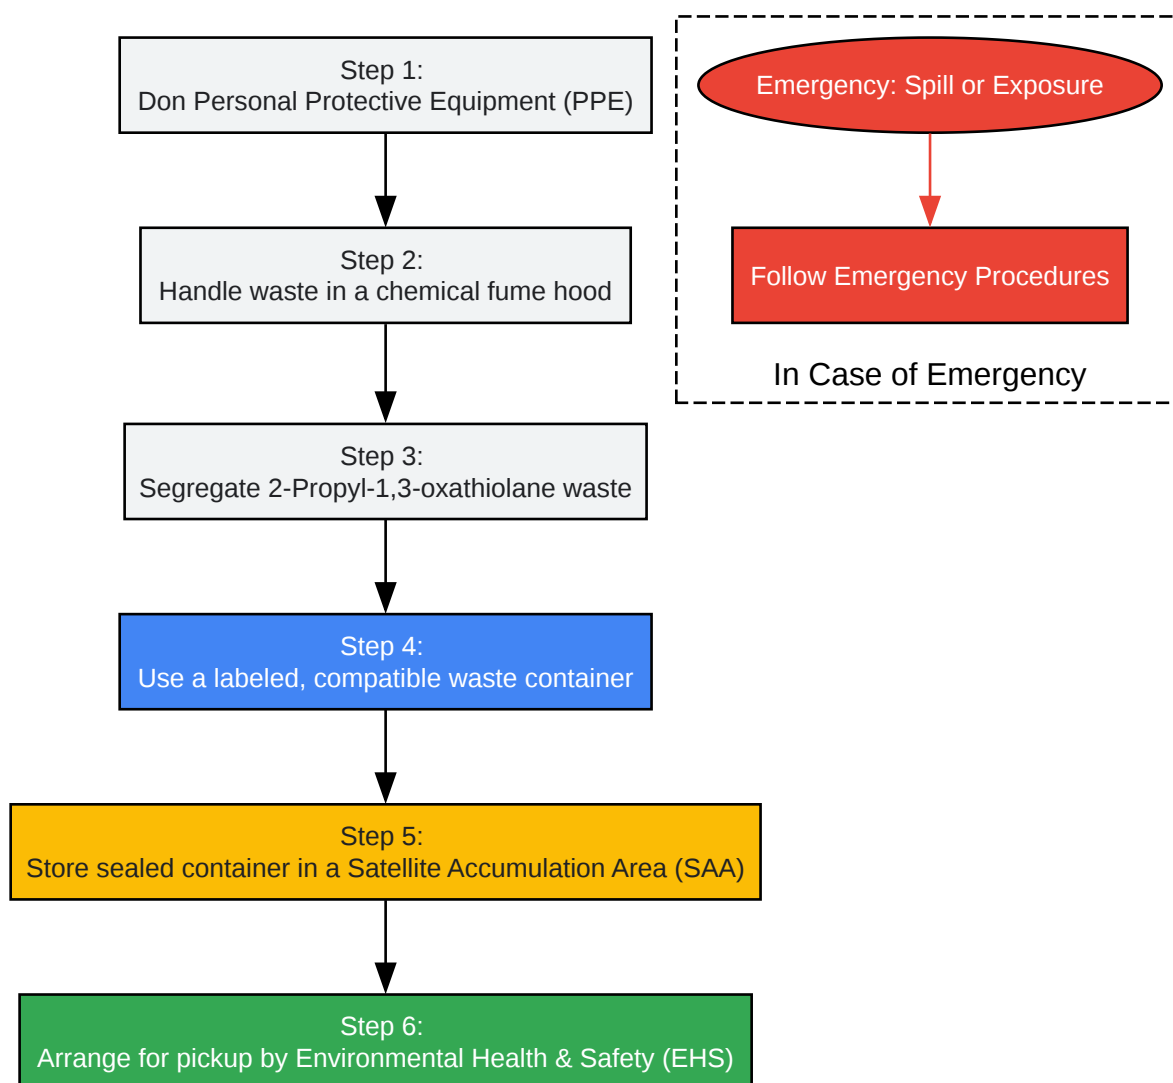 Step 1:
Don Personal Protective Equipment (PPE)
Step 2:
Handle waste in a chemical fume hood
Step 3:
Segregate 2-Propyl-1,3-oxathiolane waste
Step 4:
Use a labeled, compatible waste container
Step 5:
Store sealed container in a Satellite Accumulation Area (SAA)
Step 6:
Arrange for pickup by Environmental Health & Safety (EHS)
Emergency: Spill or Exposure
Follow Emergency Procedures
In Case of Emergency